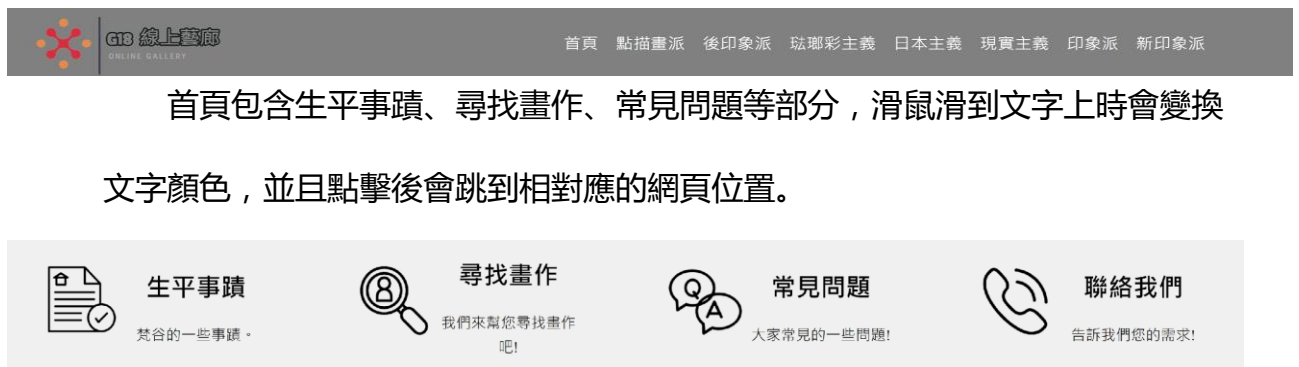 G18 線上藝廊
ONLINE GALLERY
首頁 點描畫派 後印象派 琺瑯彩主義 日本主義 現實主義 印象派 新印象派
首頁包含生平事蹟、尋找畫作、常見問題等部分，滑鼠滑到文字上時會變換
文字顏色，並且點擊後會跳到相對應的網頁位置。
生平事蹟
梵谷的一些事蹟。
尋找畫作
我們來幫您尋找畫作
吧!
Q
A
常見問題
大家常見的一些問題!
聯絡我們
告訴我們您的需求!